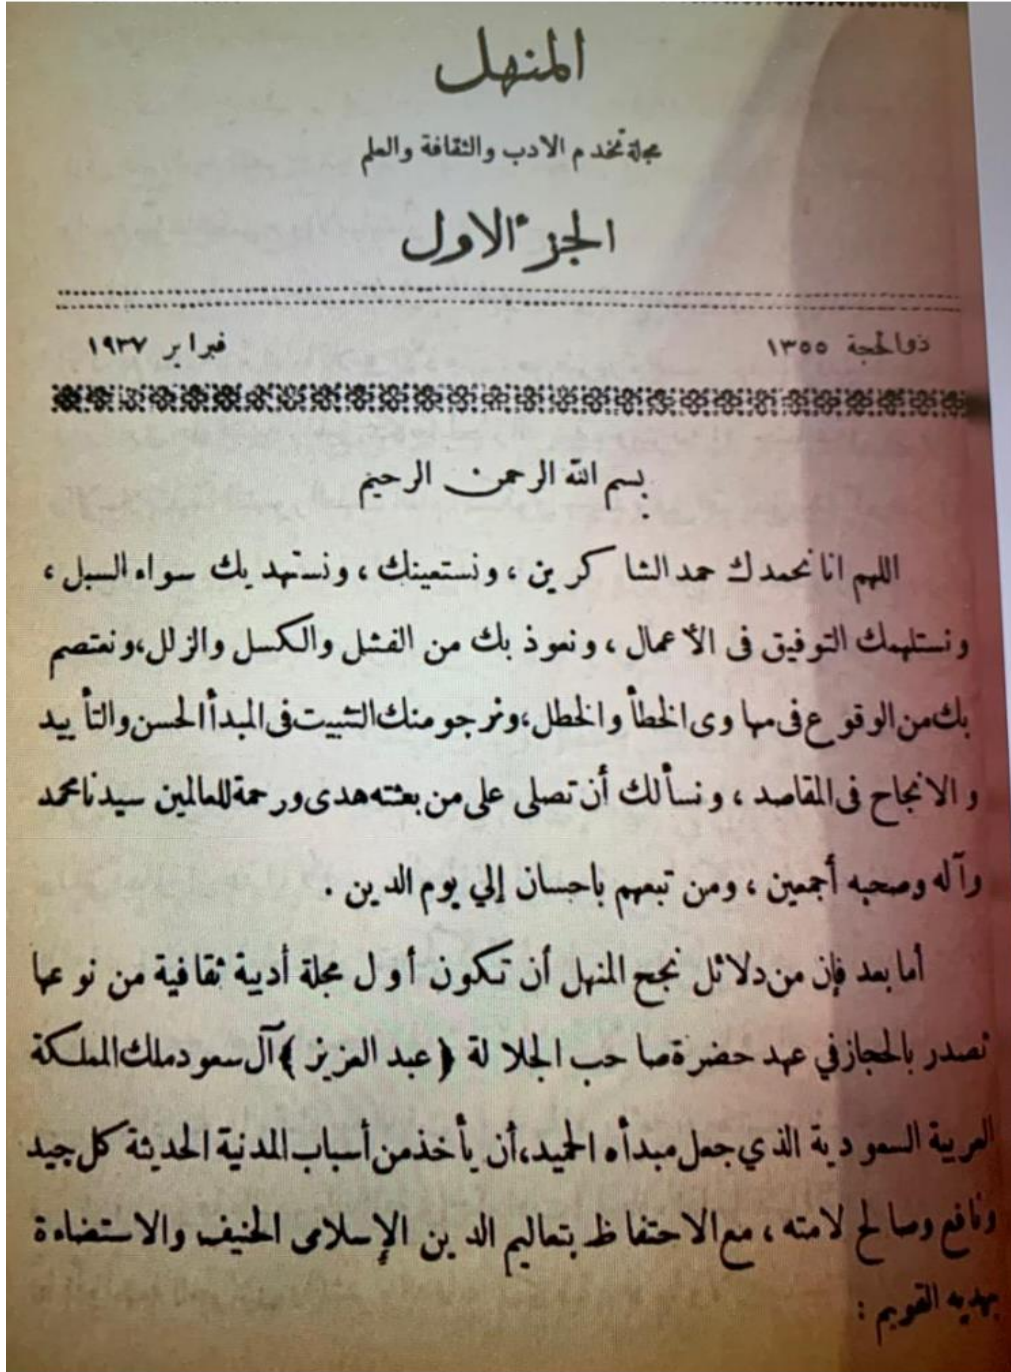 المنهل
مجلة تخدم الادب والثقافة والعلم
الجزء الاول
ذو الحجة ١٣٥٥
فبراير ١٩٣٧
بسم الله الرحمن الرحيم
اللهم انا نحمدك حمد الشاكرين ، ونستعينك ، ونستهديك سواء السبل ،
ونستلهمك التوفيق فى الأعمال ، ونعوذ بك من الفشل والكسل والزلل ، ونعتصم
بك من الوقوع فى مهاوى الخطأ والخطل ، ونرجو منك التثبيت فى المبدأ الحسن والتأييد
والانجاح فى المقاصد ، ونسألك أن تصلى على من بعثته هدى ورحمة للعالمين سيدنا محمد
وآله وصحبه أجمعين ، ومن تبعهم باحسان إلي يوم الدين .
أما بعد فإن من دلائل نجح المنهل أن تكون أول مجلة أدبية ثقافية من نوعها
تصدر بالحجاز في عهد حضرة صاحب الجلالة ﴿ عبد العزيز ﴾ آل سعود ملك المملكة
العربية السعودية الذي جعل مبدأه الحميد ، أن يأخذ من أسباب المدنية الحديثة كل جيد
ونافع وصالح لامته ، مع الاحتفاظ بتعاليم الدين الإسلامى الحنيف والاستضاءة
بهديه القويم :